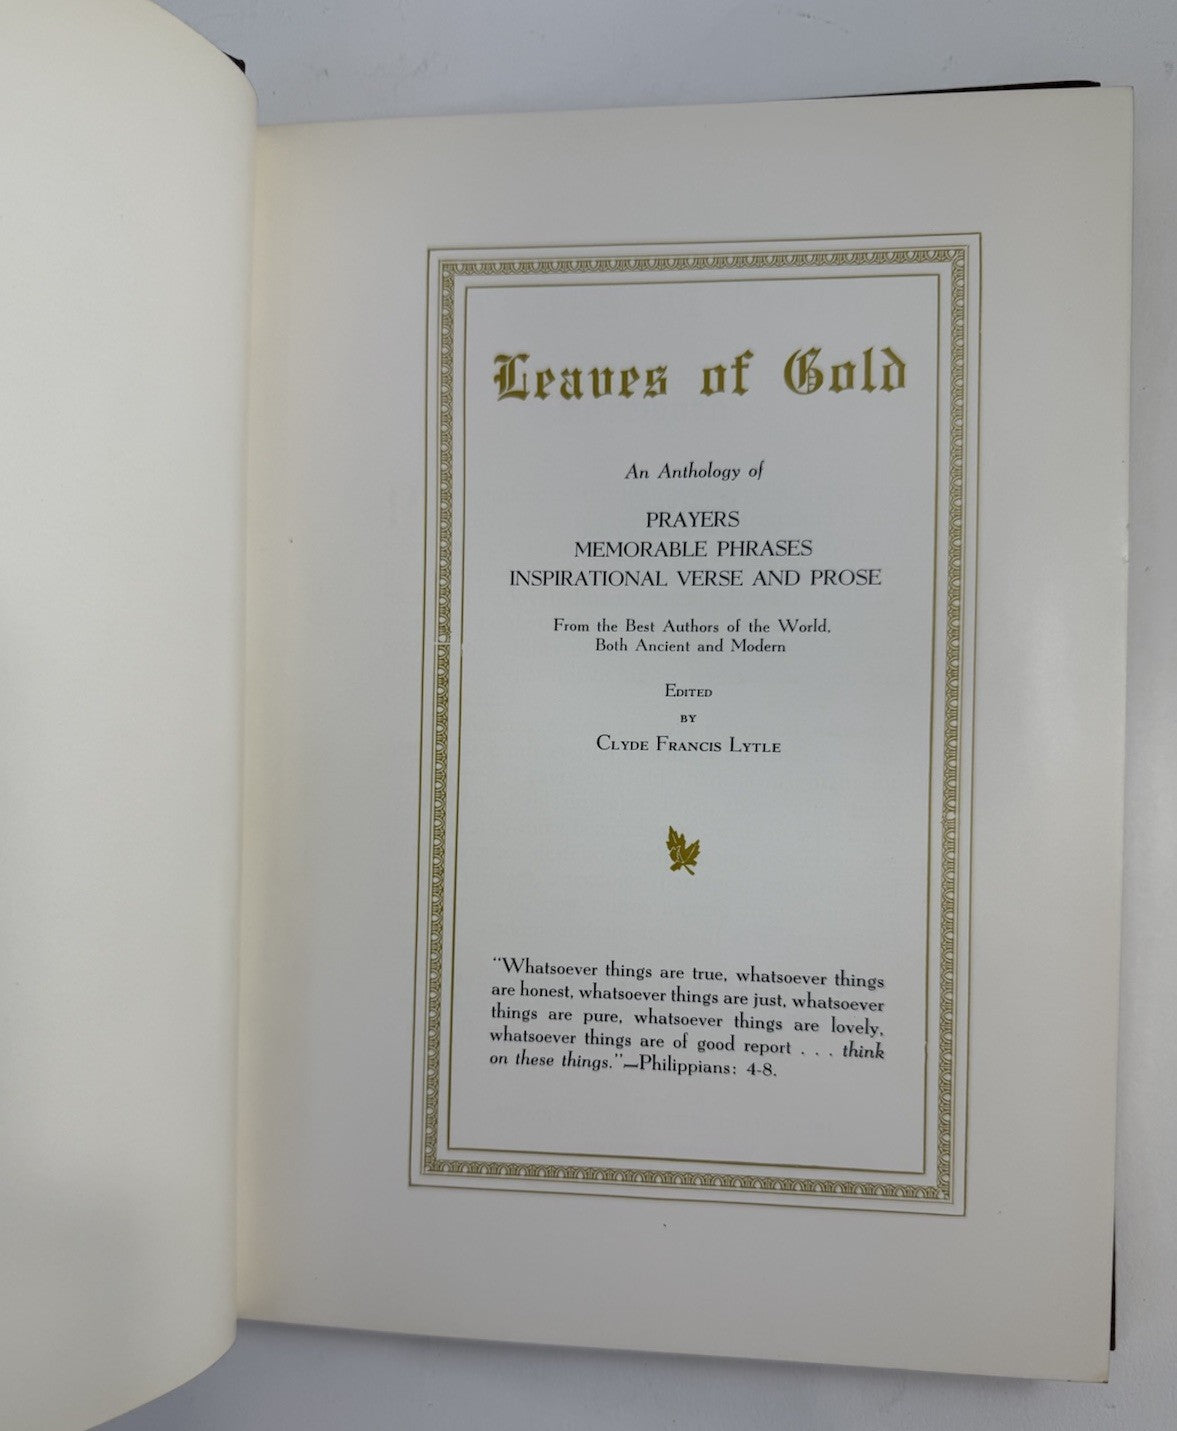 Leaves of Gold
An Anthology of
PRAYERS
MEMORABLE PHRASES
INSPIRATIONAL VERSE AND PROSE
From the Best Authors of the World,
Both Ancient and Modern
EDITED
BY
CLYDE FRANCIS LYTLE
"Whatsoever things are true, whatsoever things
are honest, whatsoever things are just, whatsoever
things are pure, whatsoever things are lovely,
whatsoever things are of good report . . . think
on these things."—Philippians: 4-8.